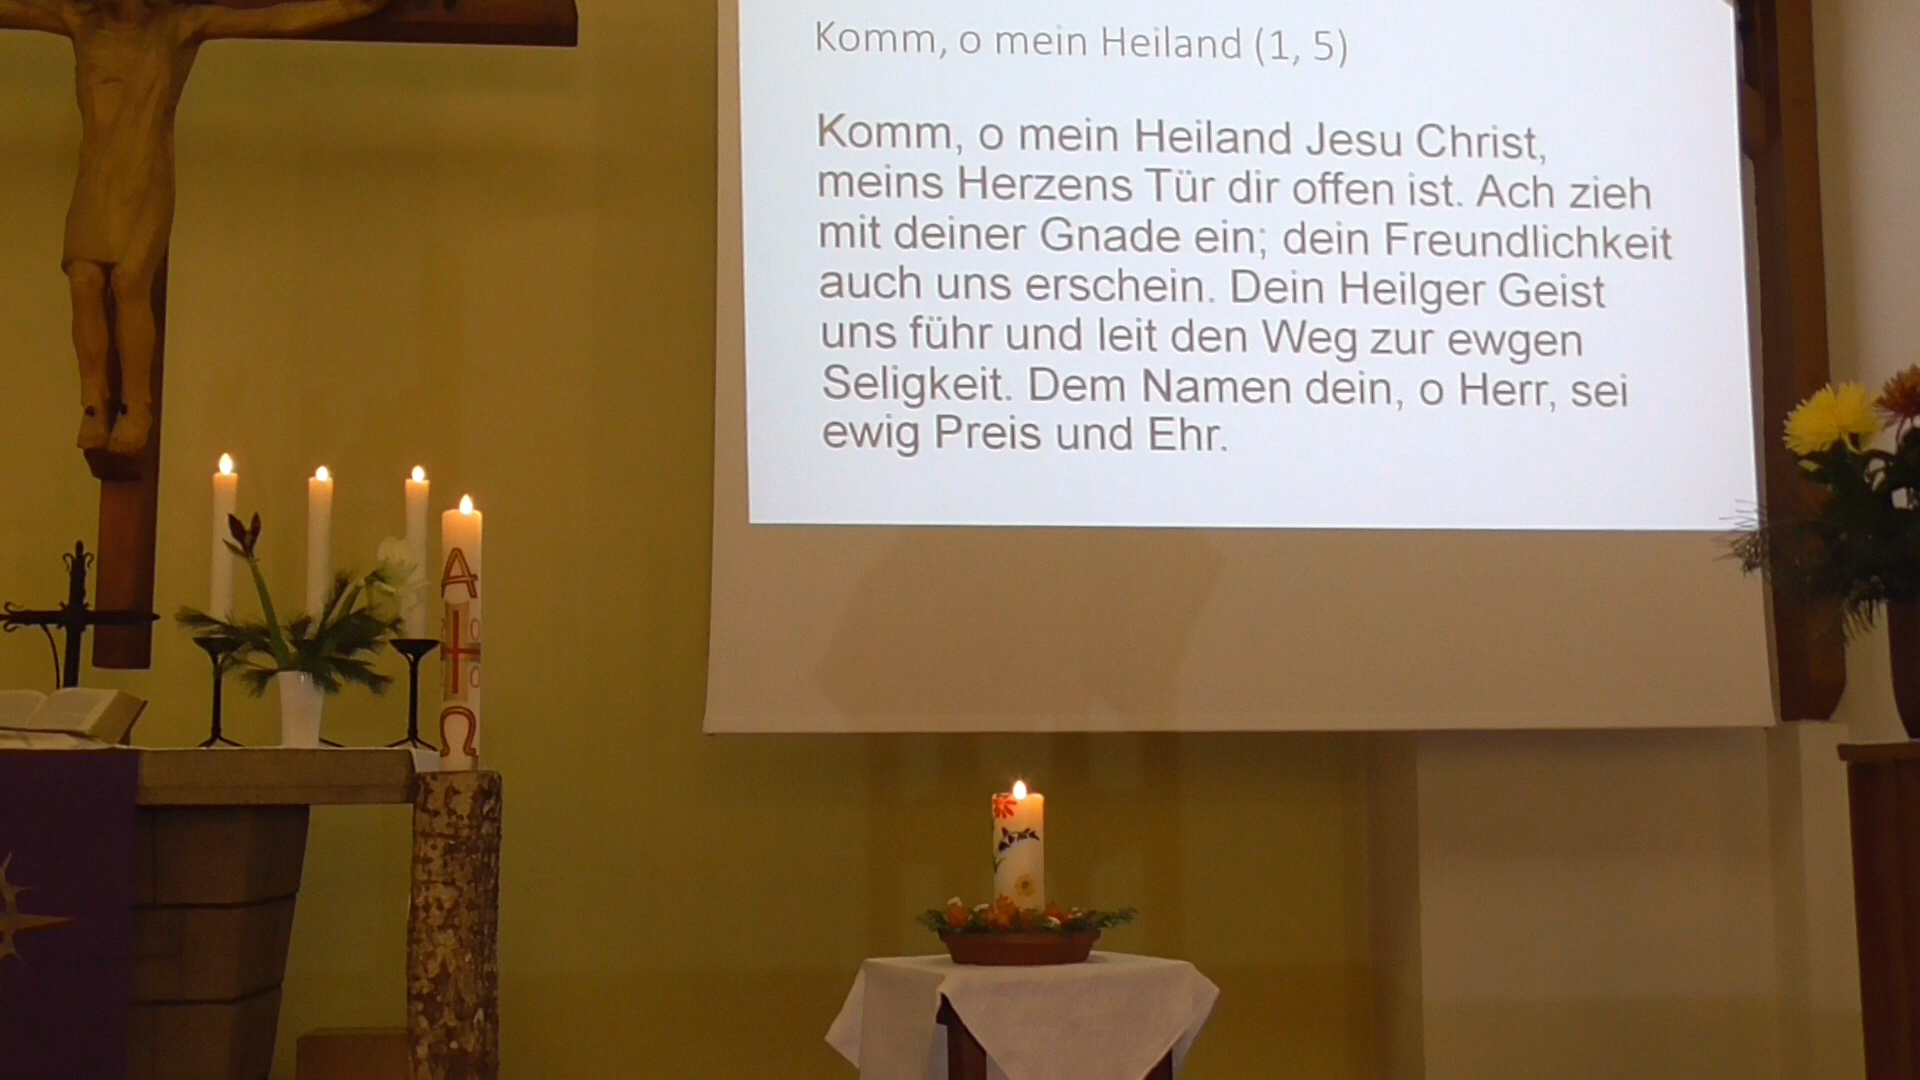 Komm, o mein Heiland (1, 5)
Komm, o mein Heiland Jesu Christ,
meins Herzens Tür dir offen ist. Ach zieh
mit deiner Gnade ein; dein Freundlichkeit
auch uns erschein. Dein Heilger Geist
uns führ und leit den Weg zur ewgen
Seligkeit. Dem Namen dein, o Herr, sei
ewig Preis und Ehr.
Α
Ω